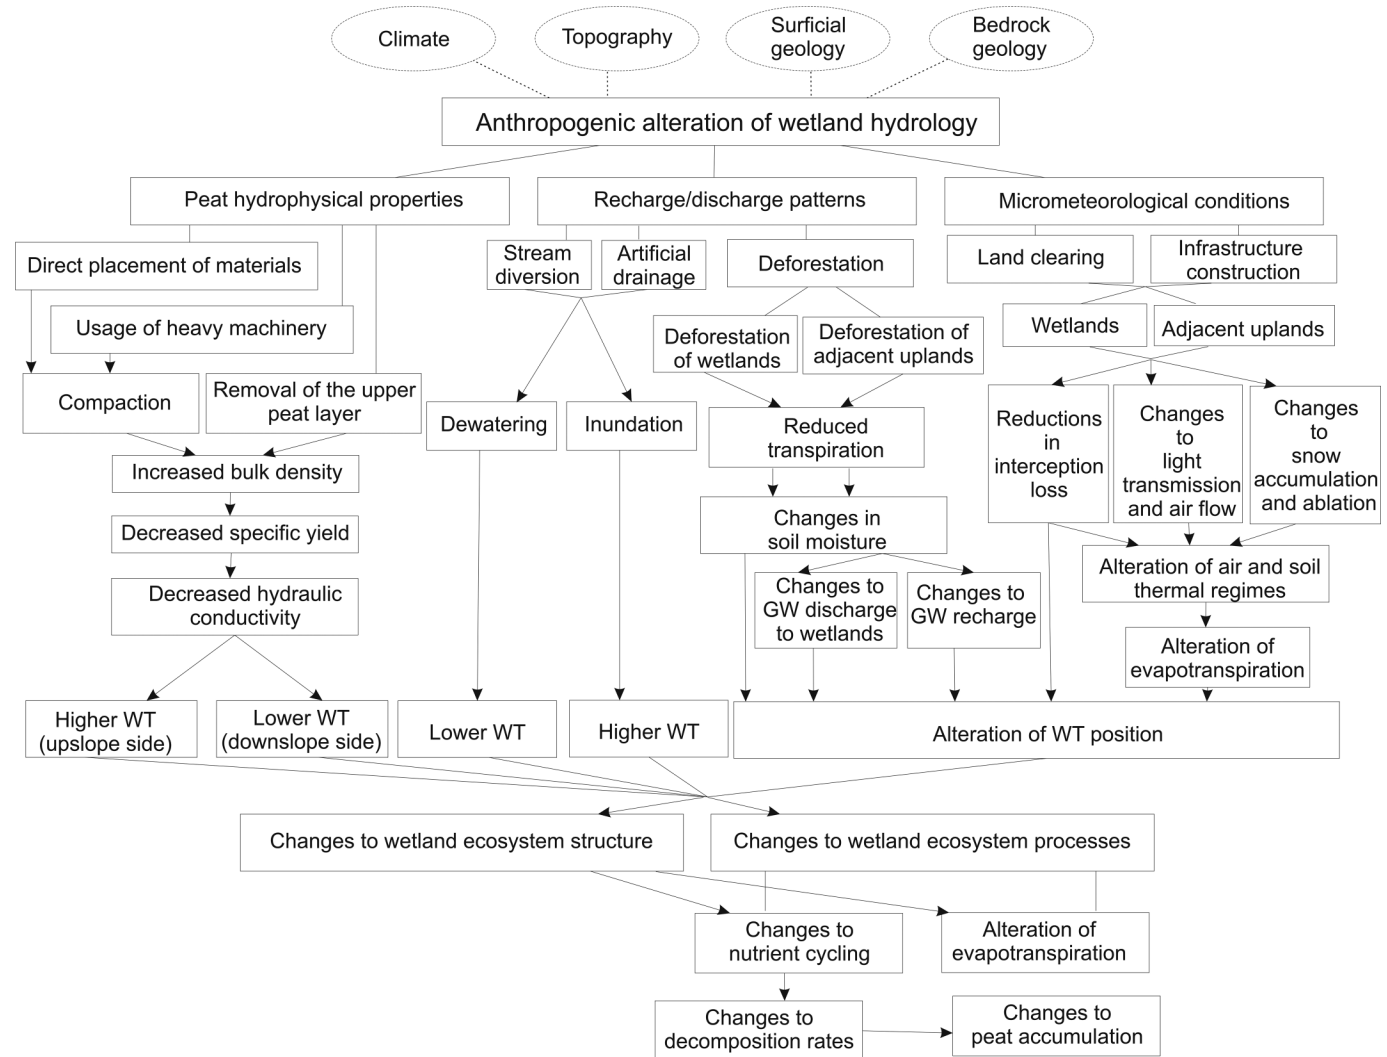 Climate
Topography
Surficial
geology
Bedrock
geology
Anthropogenic alteration of wetland hydrology
Peat hydrophysical properties
Recharge/discharge patterns
Micrometeorological conditions
Direct placement of materials
Stream
diversion
Artificial
drainage
Deforestation
Land clearing
Infrastructure
construction
Usage of heavy machinery
Deforestation
of wetlands
Deforestation of
adjacent uplands
Wetlands
Adjacent uplands
Compaction
Removal of the upper
peat layer
Dewatering
Inundation
Reduced
transpiration
Reductions
in
interception
loss
Changes
to
light
transmission
and air flow
Changes
to
snow
accumulation
and ablation
Increased bulk density
Decreased specific yield
Changes in
soil moisture
Decreased hydraulic
conductivity
Changes to
GW discharge
to wetlands
Changes to
GW recharge
Alteration of air and soil
thermal regimes
Alteration of
evapotranspiration
Higher WT
(upslope side)
Lower WT
(downslope side)
Lower WT
Higher WT
Alteration of WT position
Changes to wetland ecosystem structure
Changes to wetland ecosystem processes
Changes to
nutrient cycling
Alteration of
evapotranspiration
Changes to
decomposition rates
Changes to
peat accumulation